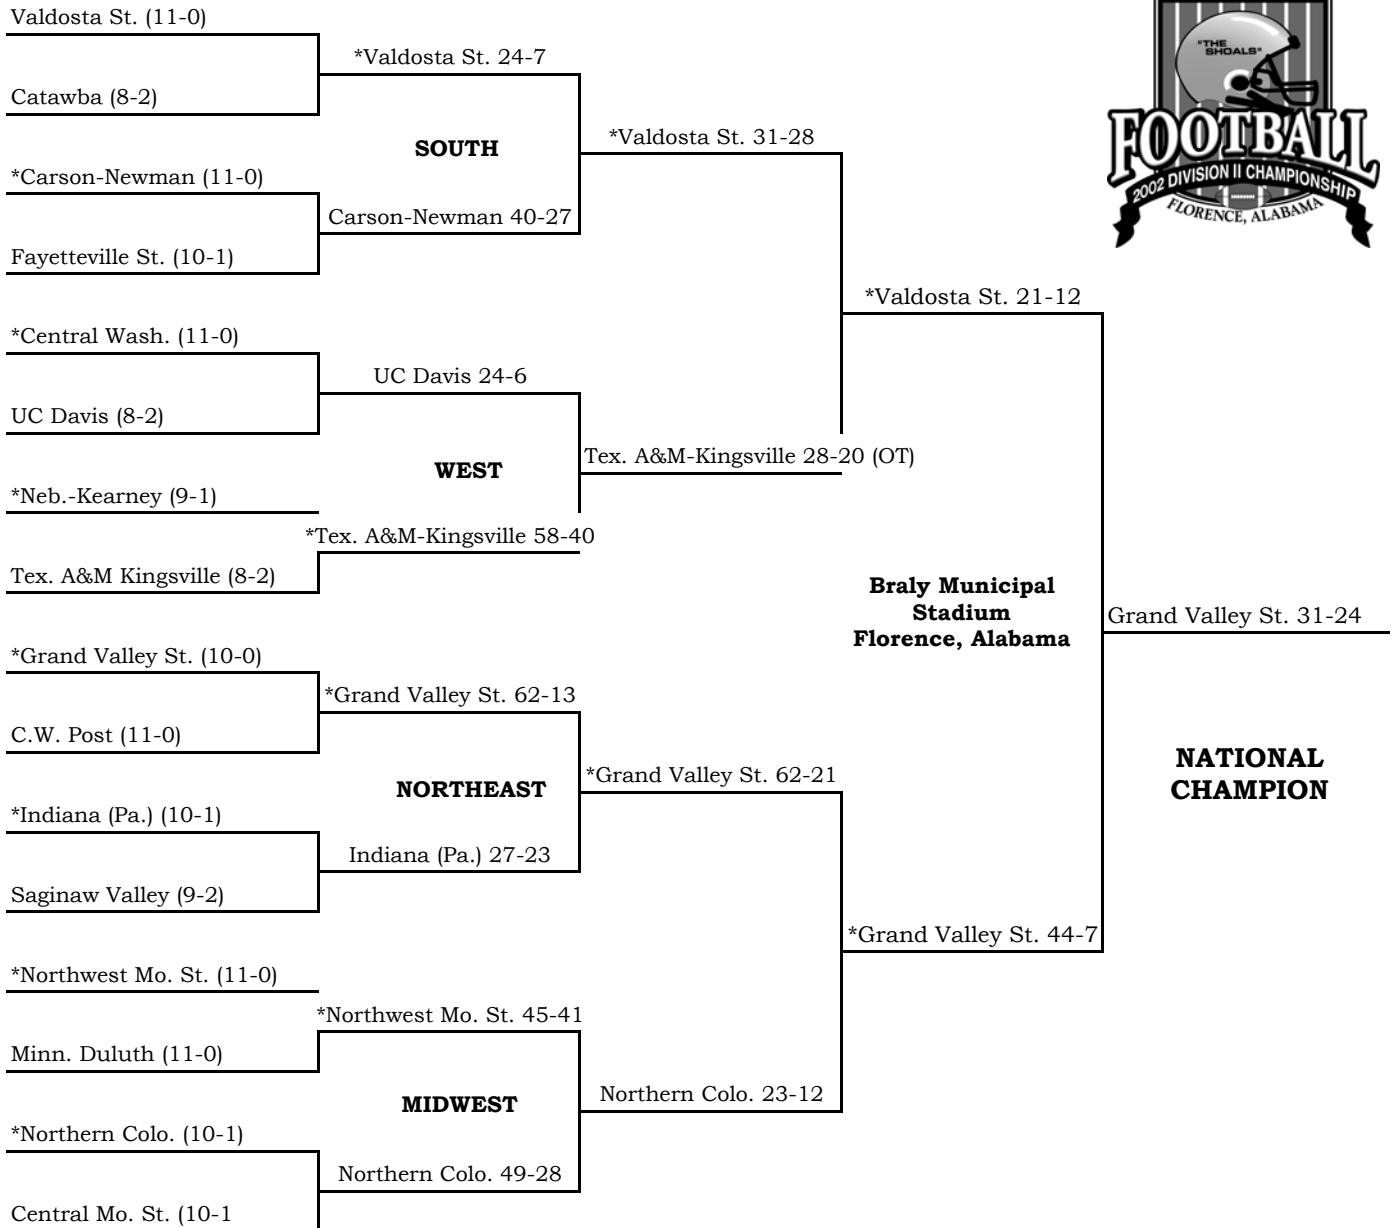 Valdosta St. (11-0)
*Valdosta St. 24-7
Catawba (8-2)
SOUTH
*Valdosta St. 31-28
*Carson-Newman (11-0)
Carson-Newman 40-27
Fayetteville St. (10-1)
"THE
SHOALS"
FOOTBALL
2002 DIVISION II CHAMPIONSHIP
FLORENCE, ALABAMA
*Valdosta St. 21-12
*Central Wash. (11-0)
UC Davis 24-6
UC Davis (8-2)
WEST
Tex. A&M-Kingsville 28-20 (OT)
*Neb.-Kearney (9-1)
*Tex. A&M-Kingsville 58-40
Tex. A&M Kingsville (8-2)
Braly Municipal
Stadium
Florence, Alabama
Grand Valley St. 31-24
*Grand Valley St. (10-0)
*Grand Valley St. 62-13
C.W. Post (11-0)
NATIONAL
CHAMPION
NORTHEAST
*Grand Valley St. 62-21
*Indiana (Pa.) (10-1)
Indiana (Pa.) 27-23
Saginaw Valley (9-2)
*Grand Valley St. 44-7
*Northwest Mo. St. (11-0)
*Northwest Mo. St. 45-41
Minn. Duluth (11-0)
MIDWEST
Northern Colo. 23-12
*Northern Colo. (10-1)
Northern Colo. 49-28
Central Mo. St. (10-1